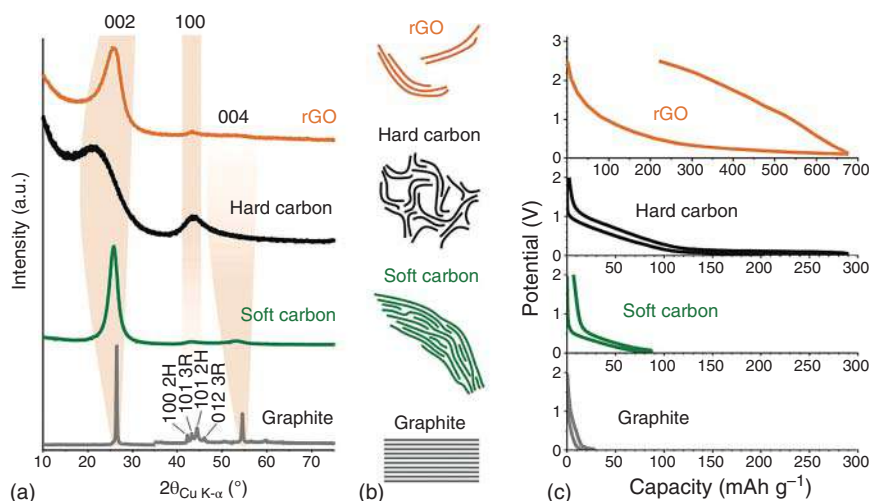 002
100
004
rGO
Hard carbon
Soft carbon
Graphite
100 2H
101 3R
101 2H
012 3R
Intensity (a.u.)
10
20
30
40
50
60
70
2θCu K-α (°)
(a)
rGO
Hard carbon
Soft carbon
Graphite
(b)
3
2
1
0
rGO
100
200
300
400
500
600
700
2
1
0
Hard carbon
50
100
150
200
250
300
2
1
0
Soft carbon
50
100
150
200
250
300
2
1
0
Graphite
0
50
100
150
200
250
300
Potential (V)
Capacity (mAh g⁻¹)
(c)